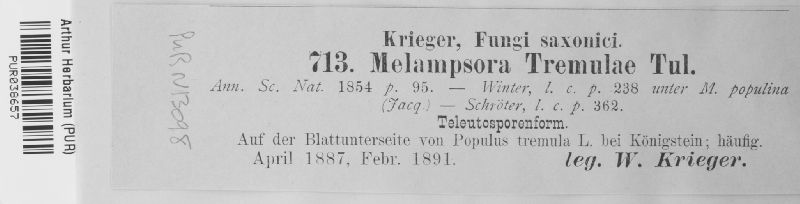 Arthur Herbarium (PUR)
PUR038657
PUR N13098
Krieger, Fungi saxonici.
713. Melampsora Tremulae Tul.
Ann. Sc. Nat. 1854 p. 95. — Winter, l. c. p. 238 unter M. populina
(Jacq.) — Schröter, l. c. p. 362.
Teleutosporenform.
Auf der Blattunterseite von Populus tremula L. bei Königstein; häufig.
April 1887, Febr. 1891. leg. W. Krieger.